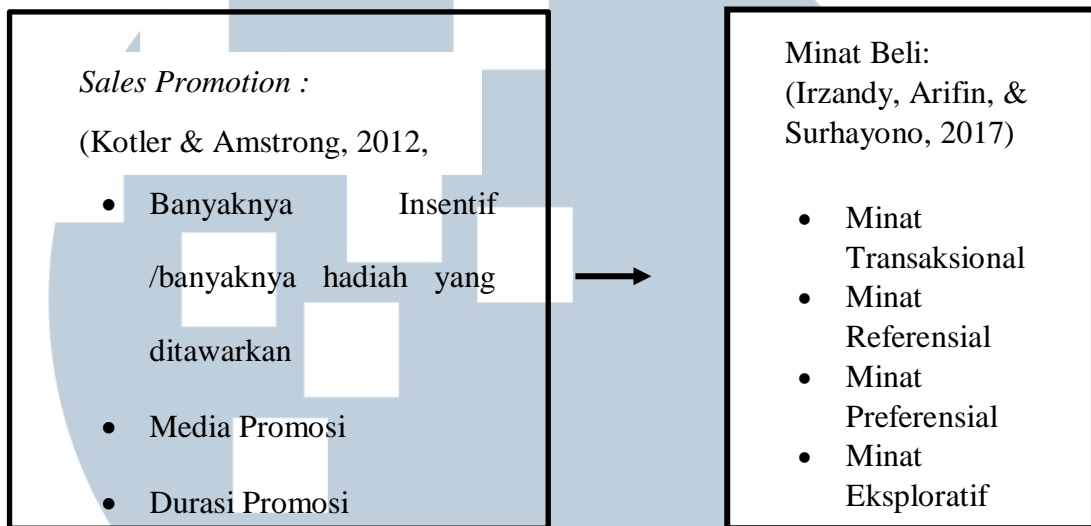 Sales Promotion :
(Kotler & Amstrong, 2012,
• Banyaknya Insentif
/banyaknya hadiah yang
ditawarkan
• Media Promosi
• Durasi Promosi
Minat Beli:
(Irzandy, Arifin, &
Surhayono, 2017)
• Minat
Transaksional
• Minat
Referensial
• Minat
Preferensial
• Minat
Eksploratif